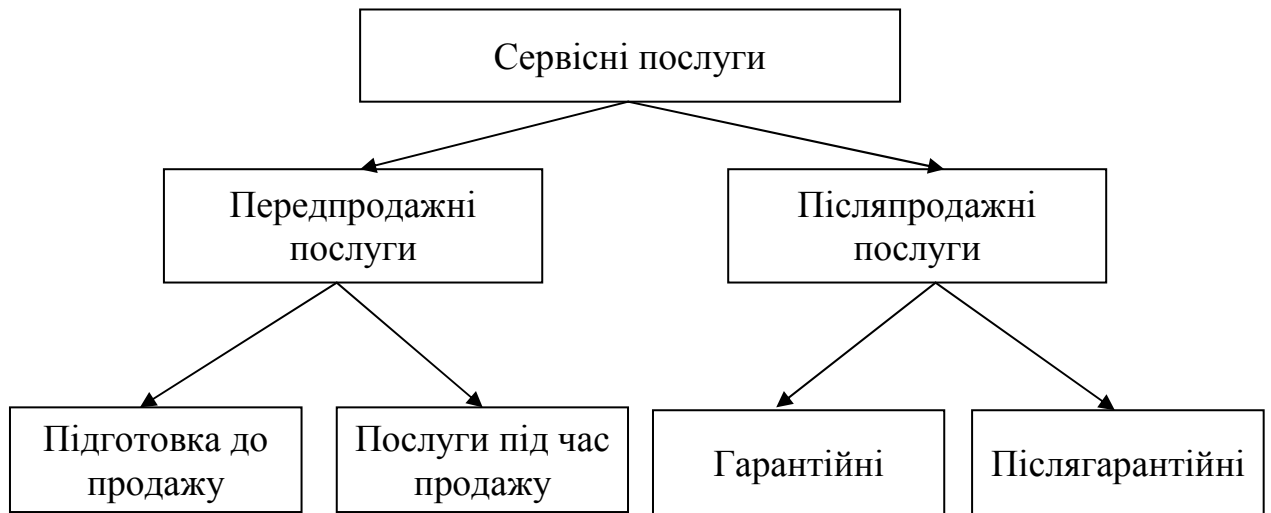 Сервісні послуги
Передпродажні
послуги
Післяпродажні
послуги
Підготовка до
продажу
Послуги під час
продажу
Гарантійні
Післягарантійні